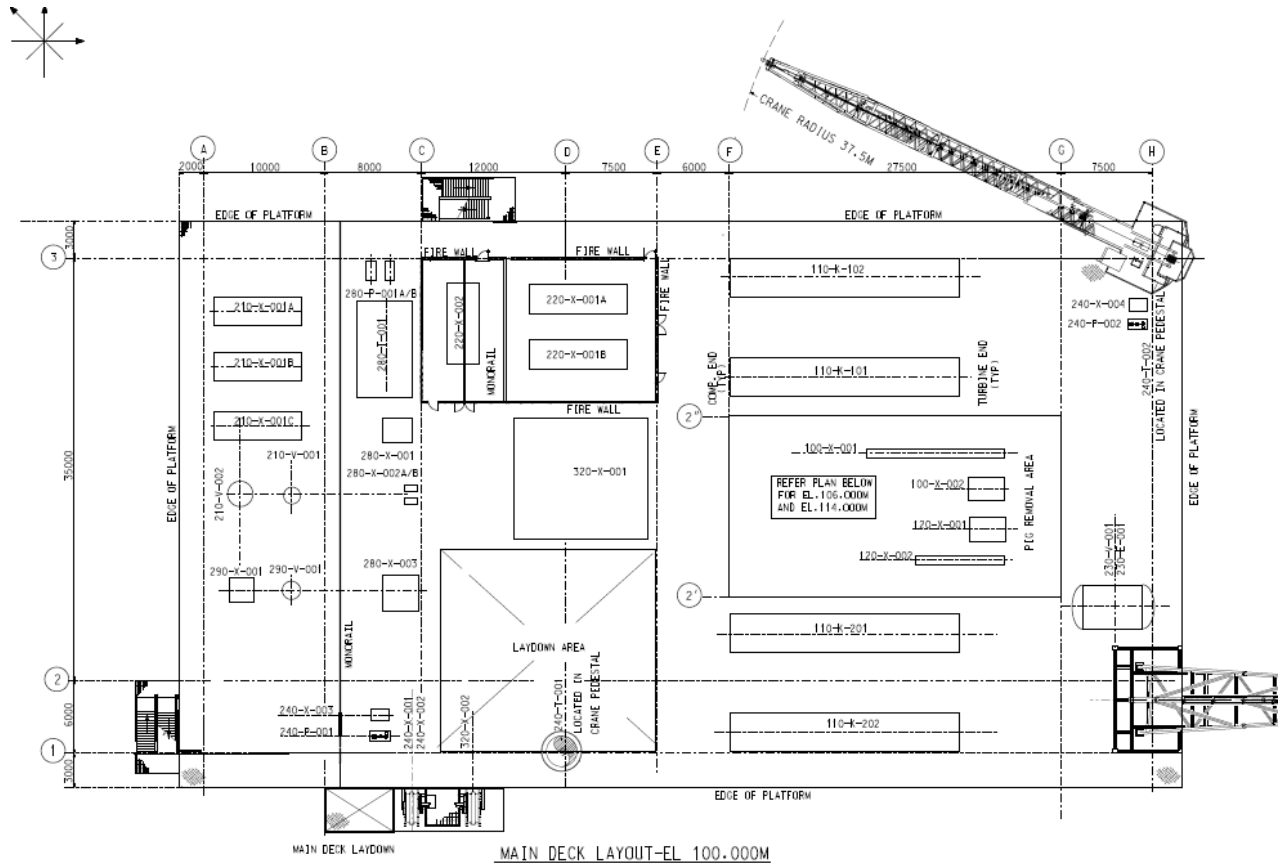 CRANE RADIUS 37.5M
A
B
C
D
E
F
G
H
2000
10000
8000
12000
7500
6000
27500
7500
EDGE OF PLATFORM
EDGE OF PLATFORM
3000
3
FIRE WALL
FIRE WALL
FIRE WALL
110-K-102
280-P-001A/B
220-X-002
220-X-001A
240-X-004
210-X-001A
240-P-002
280-T-001
220-X-001B
MONORAIL
210-X-001B
COMP. END
(TYP)
110-K-101
TURBINE END
(TYP)
240-T-002
LOCATED IN CRANE PEDESTAL
FIRE WALL
2"
210-X-001C
EDGE OF PLATFORM
280-X-001
210-V-001
280-X-002A/B
210-V-002
320-X-001
100-X-001
REFER PLAN BELOW
FOR EL.106.000M
AND EL.114.000M
100-X-002
PIG REMOVAL AREA
EDGE OF PLATFORM
35000
120-X-001
120-X-002
290-X-001
290-V-001
280-X-003
230-V-001
230-E-001
2'
110-K-201
MONORAIL
LAYDOWN AREA
2
6000
240-X-003
240-P-001
240-X-001
240-X-002
320-X-002
240-T-001
LOCATED IN
CRANE PEDESTAL
110-K-202
1
3000
EDGE OF PLATFORM
MAIN DECK LAYDOWN
MAIN DECK LAYOUT-EL 100.000M